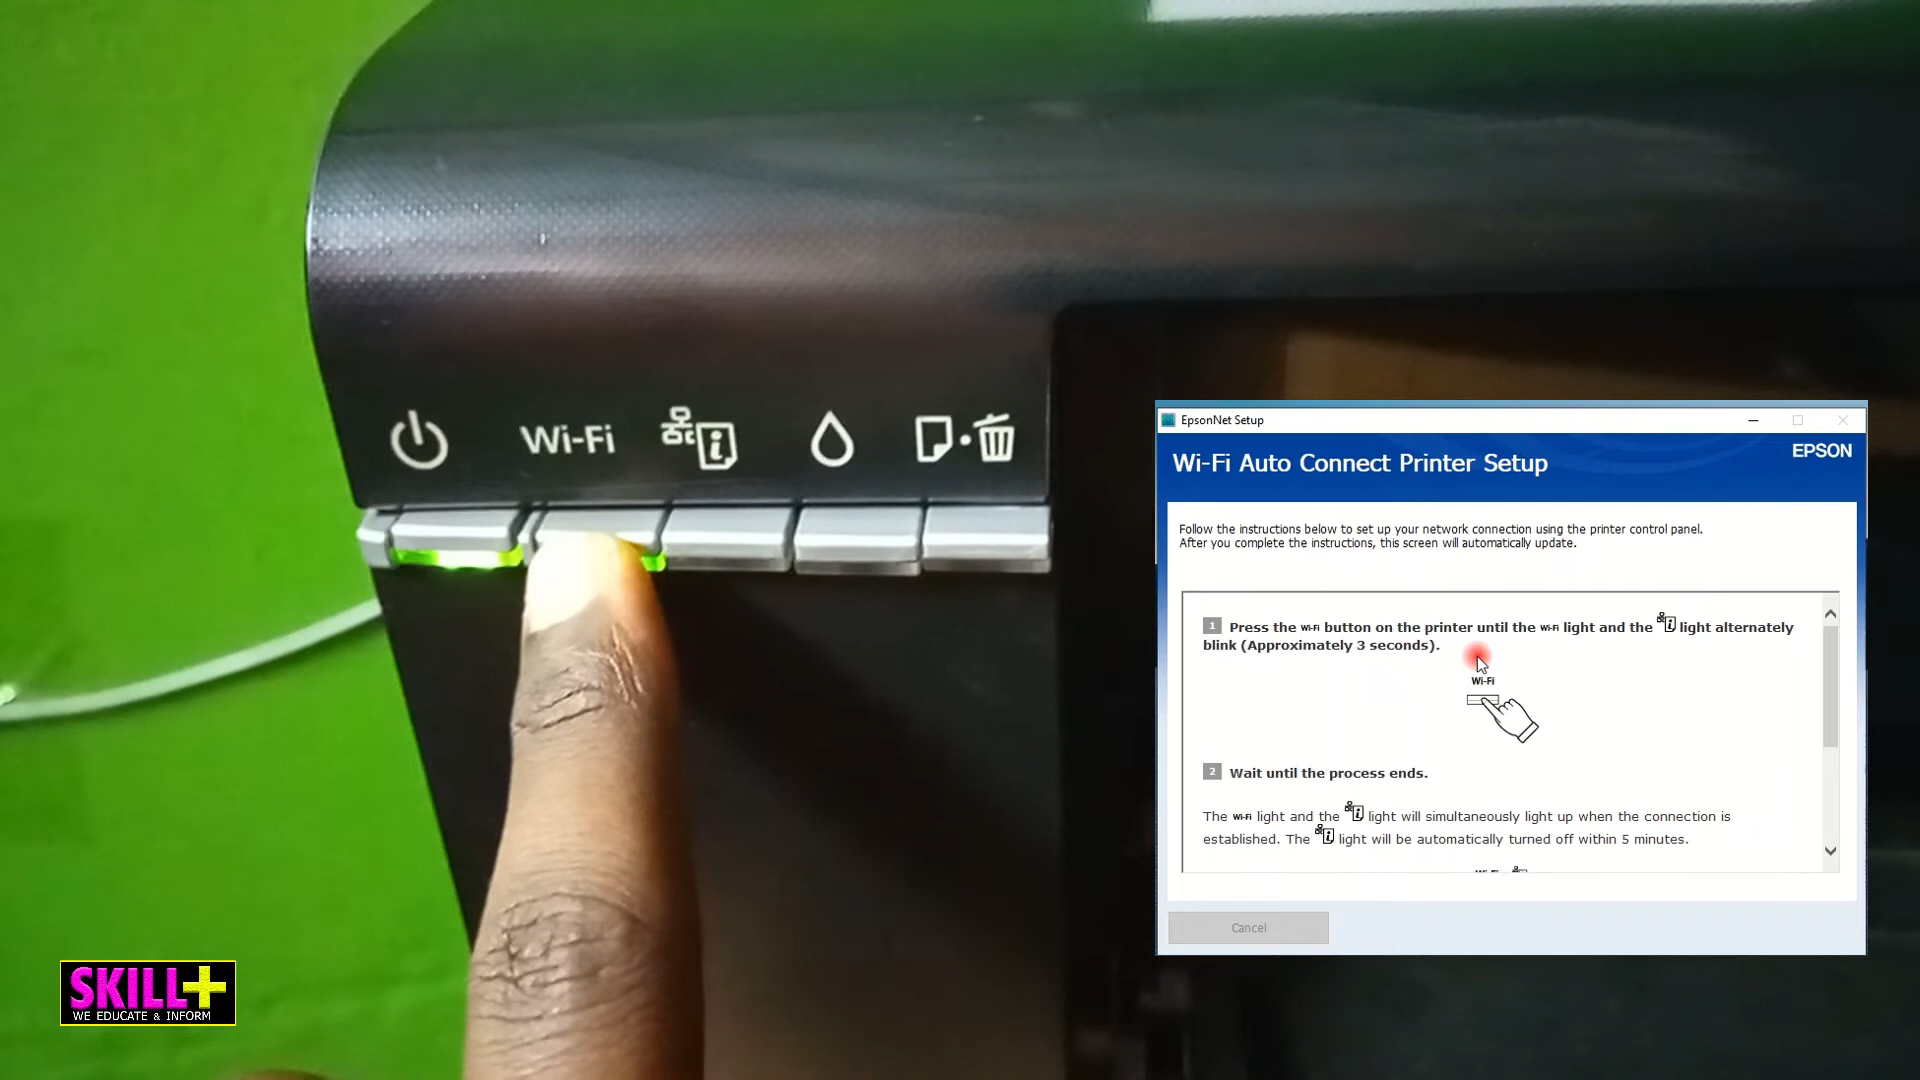 Wi-Fi
EpsonNet Setup
Wi-Fi Auto Connect Printer Setup
EPSON
Follow the instructions below to set up your network connection using the printer control panel.
After you complete the instructions, this screen will automatically update.
1 Press the Wi-Fi button on the printer until the Wi-Fi light and the i light alternately
blink (Approximately 3 seconds).
Wi-Fi
2 Wait until the process ends.
The Wi-Fi light and the i light will simultaneously light up when the connection is
established. The i light will be automatically turned off within 5 minutes.
Cancel
SKILL+
WE EDUCATE & INFORM